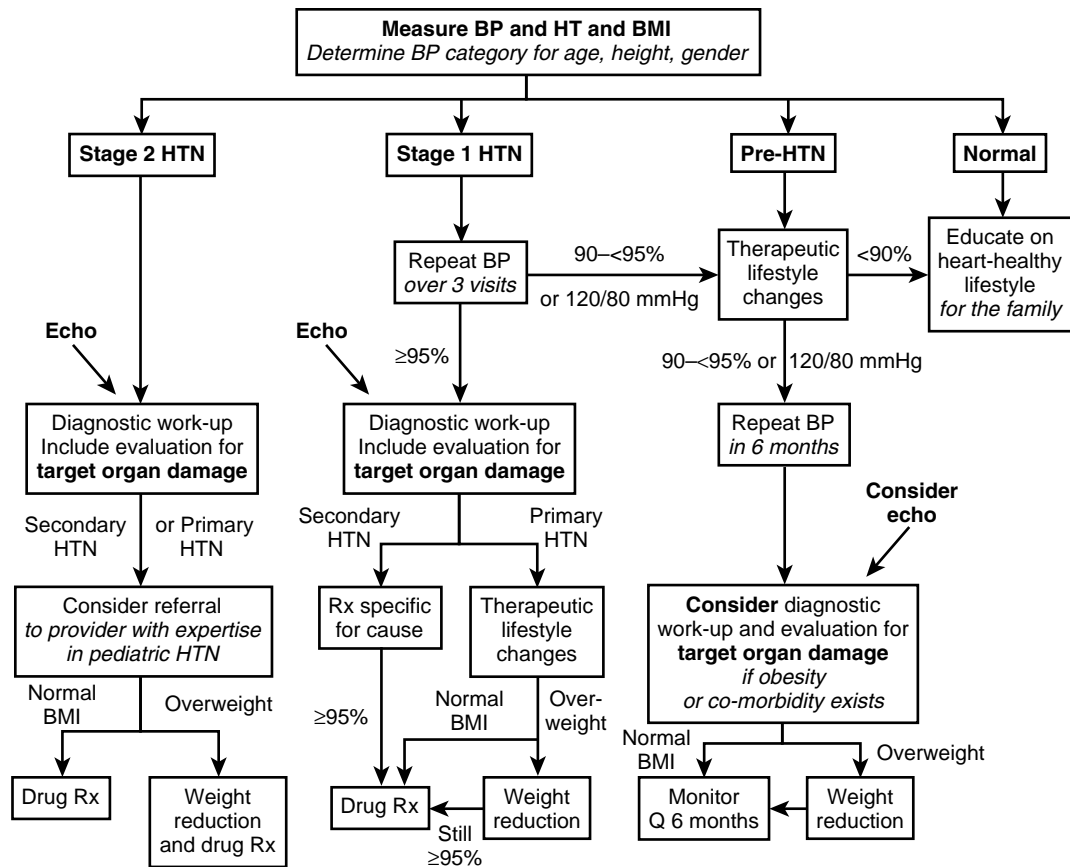 Measure BP and HT and BMI
Determine BP category for age, height, gender
Stage 2 HTN
Stage 1 HTN
Pre-HTN
Normal
Repeat BP
over 3 visits
90–<95%
or 120/80 mmHg
Therapeutic
lifestyle
changes
<90%
Educate on
heart-healthy
lifestyle
for the family
Echo
Echo
≥95%
90–<95% or 120/80 mmHg
Diagnostic work-up
Include evaluation for
target organ damage
Diagnostic work-up
Include evaluation for
target organ damage
Repeat BP
in 6 months
Consider
echo
Secondary
HTN
or Primary
HTN
Secondary
HTN
Primary
HTN
Consider referral
to provider with expertise
in pediatric HTN
Rx specific
for cause
Therapeutic
lifestyle
changes
Consider diagnostic
work-up and evaluation for
target organ damage
if obesity
or co-morbidity exists
Normal
BMI
Overweight
≥95%
Normal
BMI
Over-
weight
Normal
BMI
Overweight
Drug Rx
Weight
reduction
and drug Rx
Drug Rx
Still
≥95%
Weight
reduction
Monitor
Q 6 months
Weight
reduction